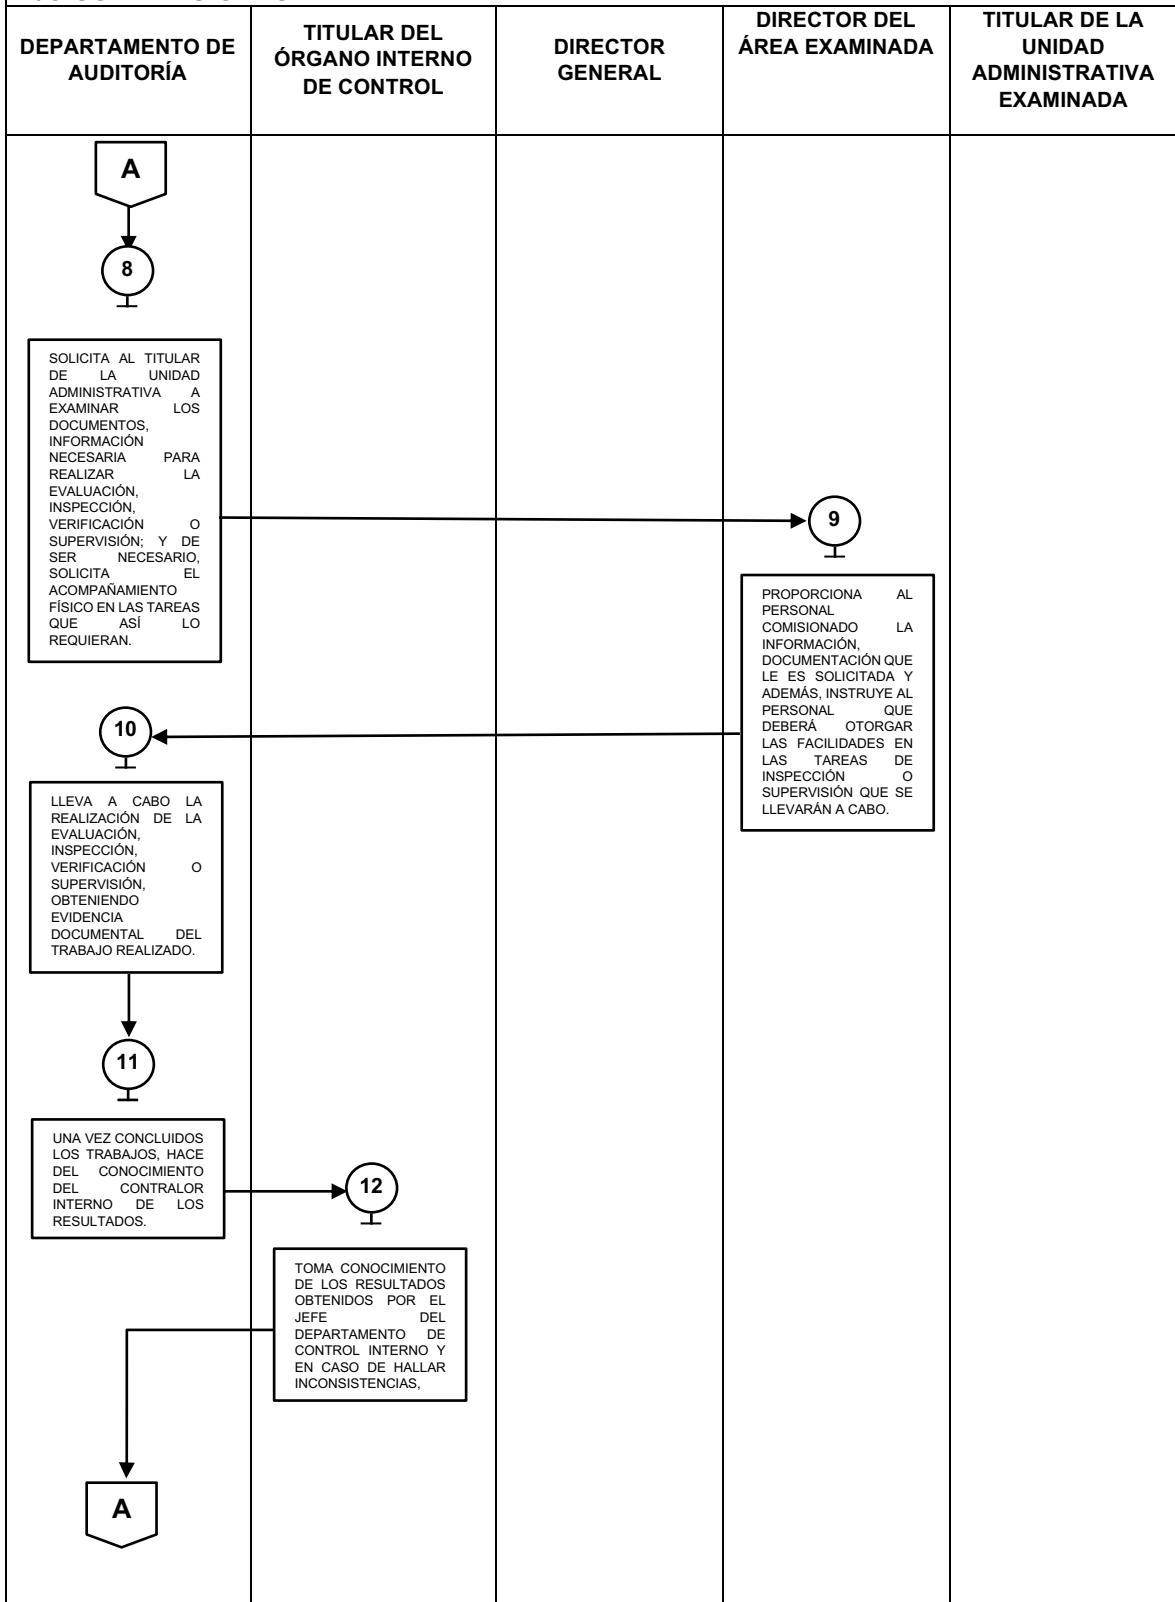 DEPARTAMENTO DE
AUDITORÍA
TITULAR DEL
ÓRGANO INTERNO
DE CONTROL
DIRECTOR
GENERAL
DIRECTOR DEL
ÁREA EXAMINADA
TITULAR DE LA
UNIDAD
ADMINISTRATIVA
EXAMINADA
A
8
SOLICITA AL TITULAR
DE LA UNIDAD
ADMINISTRATIVA A
EXAMINAR LOS
DOCUMENTOS,
INFORMACIÓN
NECESARIA PARA
REALIZAR LA
EVALUACIÓN,
INSPECCIÓN,
VERIFICACIÓN O
SUPERVISIÓN; Y DE
SER NECESARIO,
SOLICITA EL
ACOMPAÑAMIENTO
FÍSICO EN LAS TAREAS
QUE ASÍ LO
REQUIERAN.
9
PROPORCIONA AL
PERSONAL
COMISIONADO LA
INFORMACIÓN,
DOCUMENTACIÓN QUE
LE ES SOLICITADA Y
ADEMÁS, INSTRUYE AL
PERSONAL QUE
DEBERÁ OTORGAR
LAS FACILIDADES EN
LAS TAREAS DE
INSPECCIÓN O
SUPERVISIÓN QUE SE
LLEVARÁN A CABO.
10
LLEVA A CABO LA
REALIZACIÓN DE LA
EVALUACIÓN,
INSPECCIÓN,
VERIFICACIÓN O
SUPERVISIÓN,
OBTENIENDO
EVIDENCIA
DOCUMENTAL DEL
TRABAJO REALIZADO.
11
UNA VEZ CONCLUIDOS
LOS TRABAJOS, HACE
DEL CONOCIMIENTO
DEL CONTRALOR
INTERNO DE LOS
RESULTADOS.
12
TOMA CONOCIMIENTO
DE LOS RESULTADOS
OBTENIDOS POR EL
JEFE DEL
DEPARTAMENTO DE
CONTROL INTERNO Y
EN CASO DE HALLAR
INCONSISTENCIAS,
A